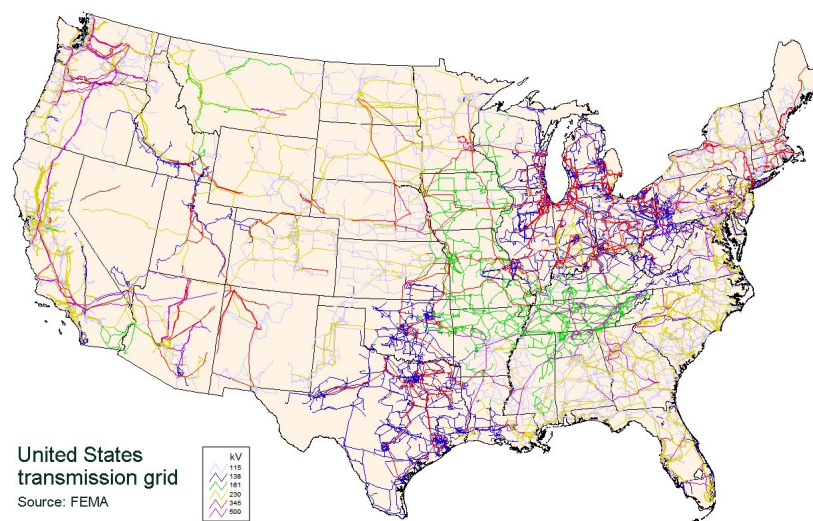 United States
transmission grid
Source: FEMA
kV
115
138
161
230
345
500